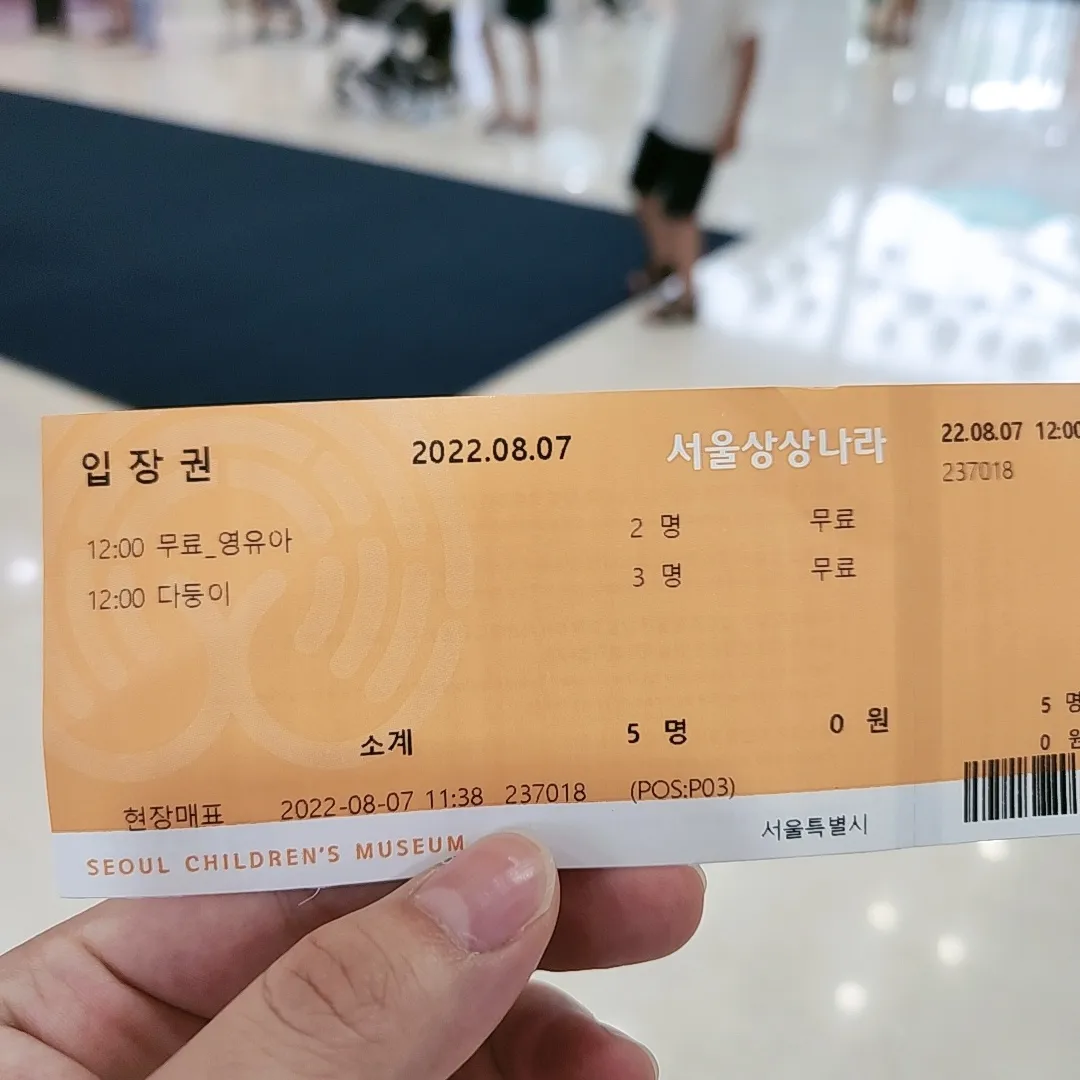 입장권 2022.08.07 서울상상나라
12:00 무료_영유아 2 명 무료
12:00 다둥이 3 명 무료
소계 5 명 0 원
현장매표 2022-08-07 11:38 237018 (POS:P03)
SEOUL CHILDREN'S MUSEUM 서울특별시
22.08.07 12:00
237018
5 명
0 원